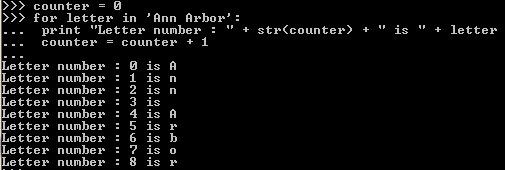 >>> counter = 0
>>> for letter in 'Ann Arbor':
...  print "Letter number : " + str(counter) + " is " + letter
...  counter = counter + 1
...
Letter number : 0 is A
Letter number : 1 is n
Letter number : 2 is n
Letter number : 3 is
Letter number : 4 is A
Letter number : 5 is r
Letter number : 6 is b
Letter number : 7 is o
Letter number : 8 is r